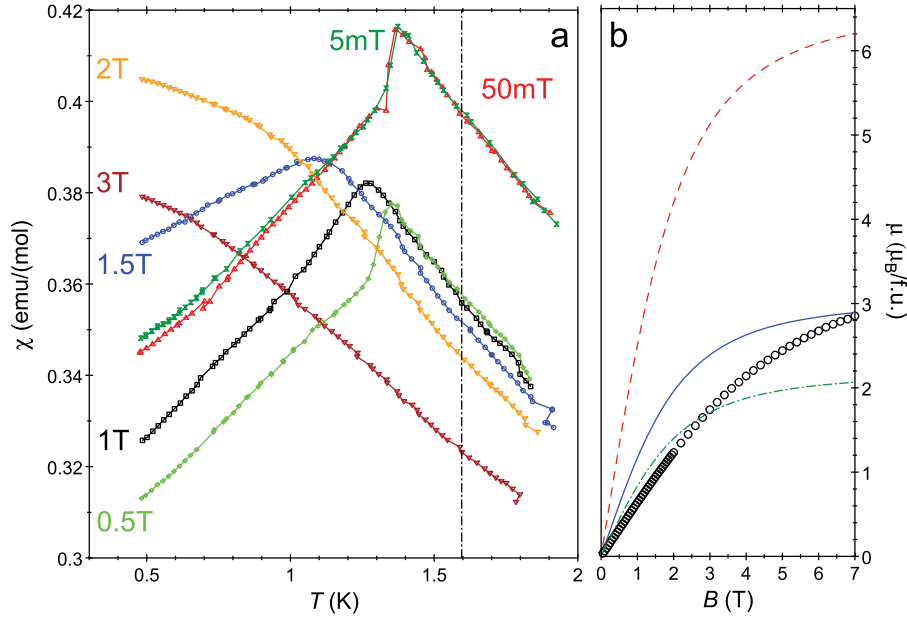 0.42
0.4
0.38
0.36
0.34
0.32
0.3
χ (emu/(mol)
0.5
1
1.5
2
T (K)
a
5mT
50mT
2T
3T
1.5T
1T
0.5T
b
0
1
2
3
4
5
6
7
B (T)
6
5
4
3
2
1
0
μ (μB/f.u.)